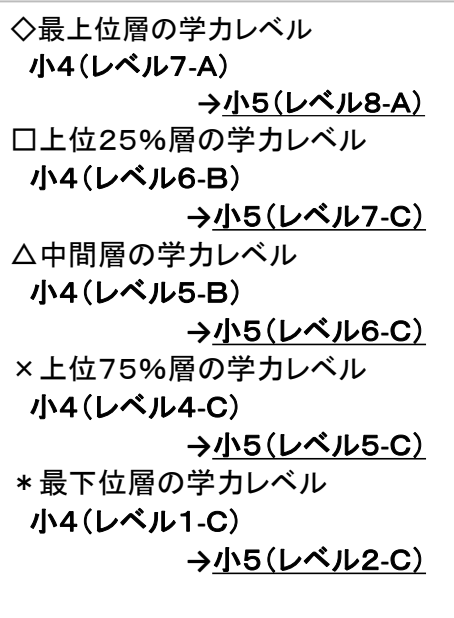 ◇最上位層の学力レベル
小4(レベル7-A)
→小5(レベル8-A)
□上位25%層の学力レベル
小4(レベル6-B)
→小5(レベル7-C)
△中間層の学力レベル
小4(レベル5-B)
→小5(レベル6-C)
×上位75%層の学力レベル
小4(レベル4-C)
→小5(レベル5-C)
*最下位層の学力レベル
小4(レベル1-C)
→小5(レベル2-C)